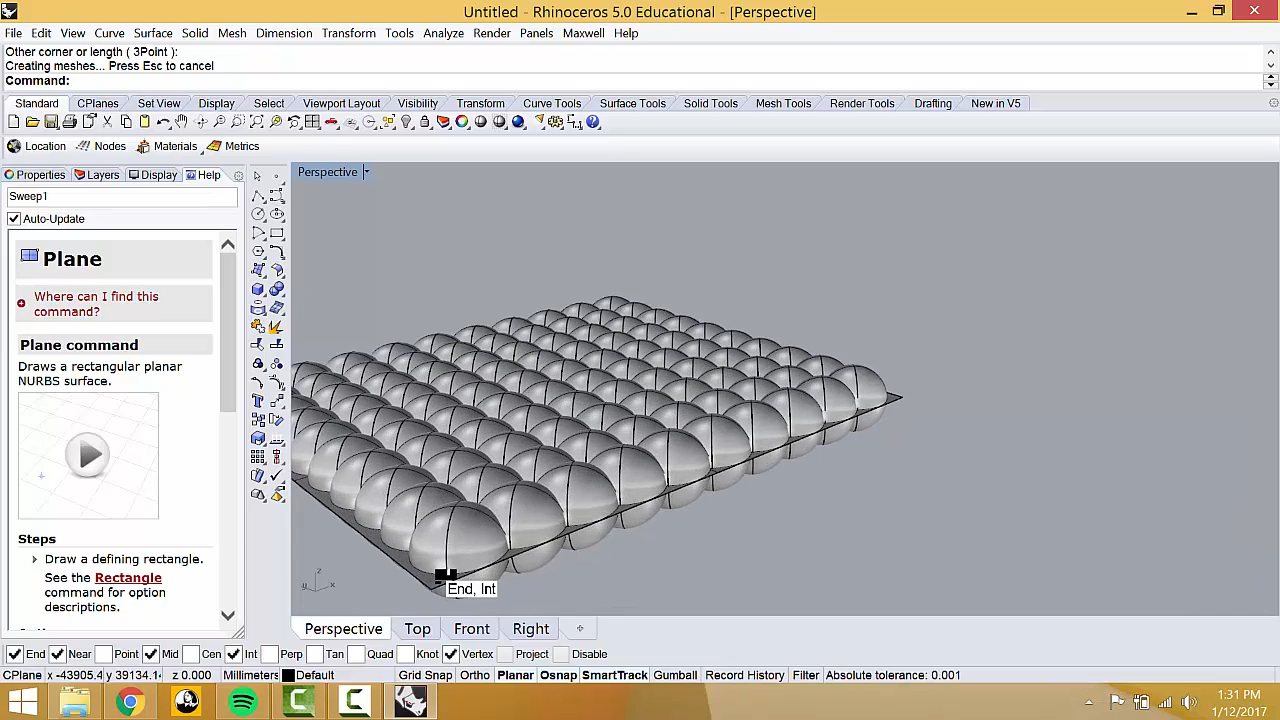 Untitled - Rhinoceros 5.0 Educational - [Perspective]
File Edit View Curve Surface Solid Mesh Dimension Transform Tools Analyze Render Panels Maxwell Help
Other corner or length ( 3Point ):
Creating meshes... Press Esc to cancel
Command:
Standard CPlanes Set View Display Select Viewport Layout Visibility Transform Curve Tools Surface Tools Solid Tools Mesh Tools Render Tools Drafting New in V5
Location Nodes Materials Metrics
Properties Layers Display Help
Perspective
Sweep1
Auto-Update
Plane
Where can I find this
command?
Plane command
Draws a rectangular planar
NURBS surface.
Steps
Draw a defining rectangle.
See the Rectangle
command for option
descriptions.
End, Int
z
y x
Perspective Top Front Right
End Near Point Mid Cen Int Perp Tan Quad Knot Vertex Project Disable
CPlane x -43905.4 y 39134.14 z 0.000 Millimeters Default Grid Snap Ortho Planar Osnap SmartTrack Gumball Record History Filter Absolute tolerance: 0.001
1:31 PM
1/12/2017